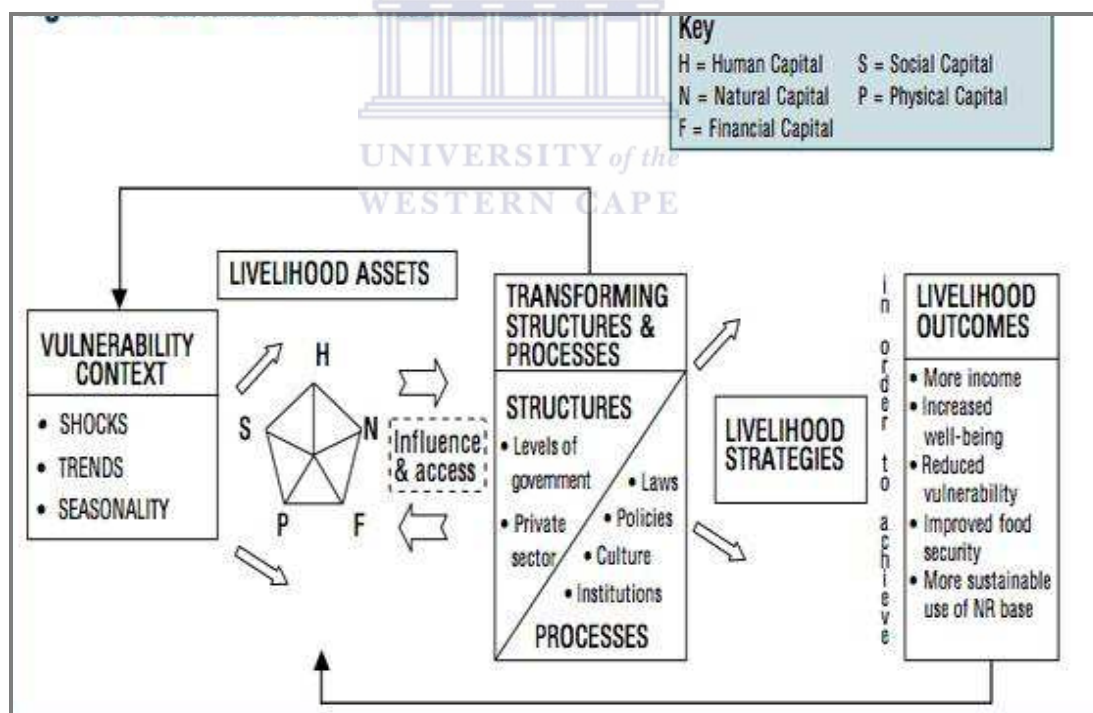 Key
H = Human Capital S = Social Capital
N = Natural Capital P = Physical Capital
F = Financial Capital
UNIVERSITY of the
WESTERN CAPE
LIVELIHOOD ASSETS
VULNERABILITY
CONTEXT
• SHOCKS
• TRENDS
• SEASONALITY
H
S
N
P
F
Influence
& access
TRANSFORMING
STRUCTURES &
PROCESSES
STRUCTURES
• Levels of
government
• Private
sector
• Laws
• Policies
• Culture
• Institutions
PROCESSES
LIVELIHOOD
STRATEGIES
in order to achieve
LIVELIHOOD
OUTCOMES
• More income
• Increased
well-being
• Reduced
vulnerability
• Improved food
security
• More sustainable
use of NR base